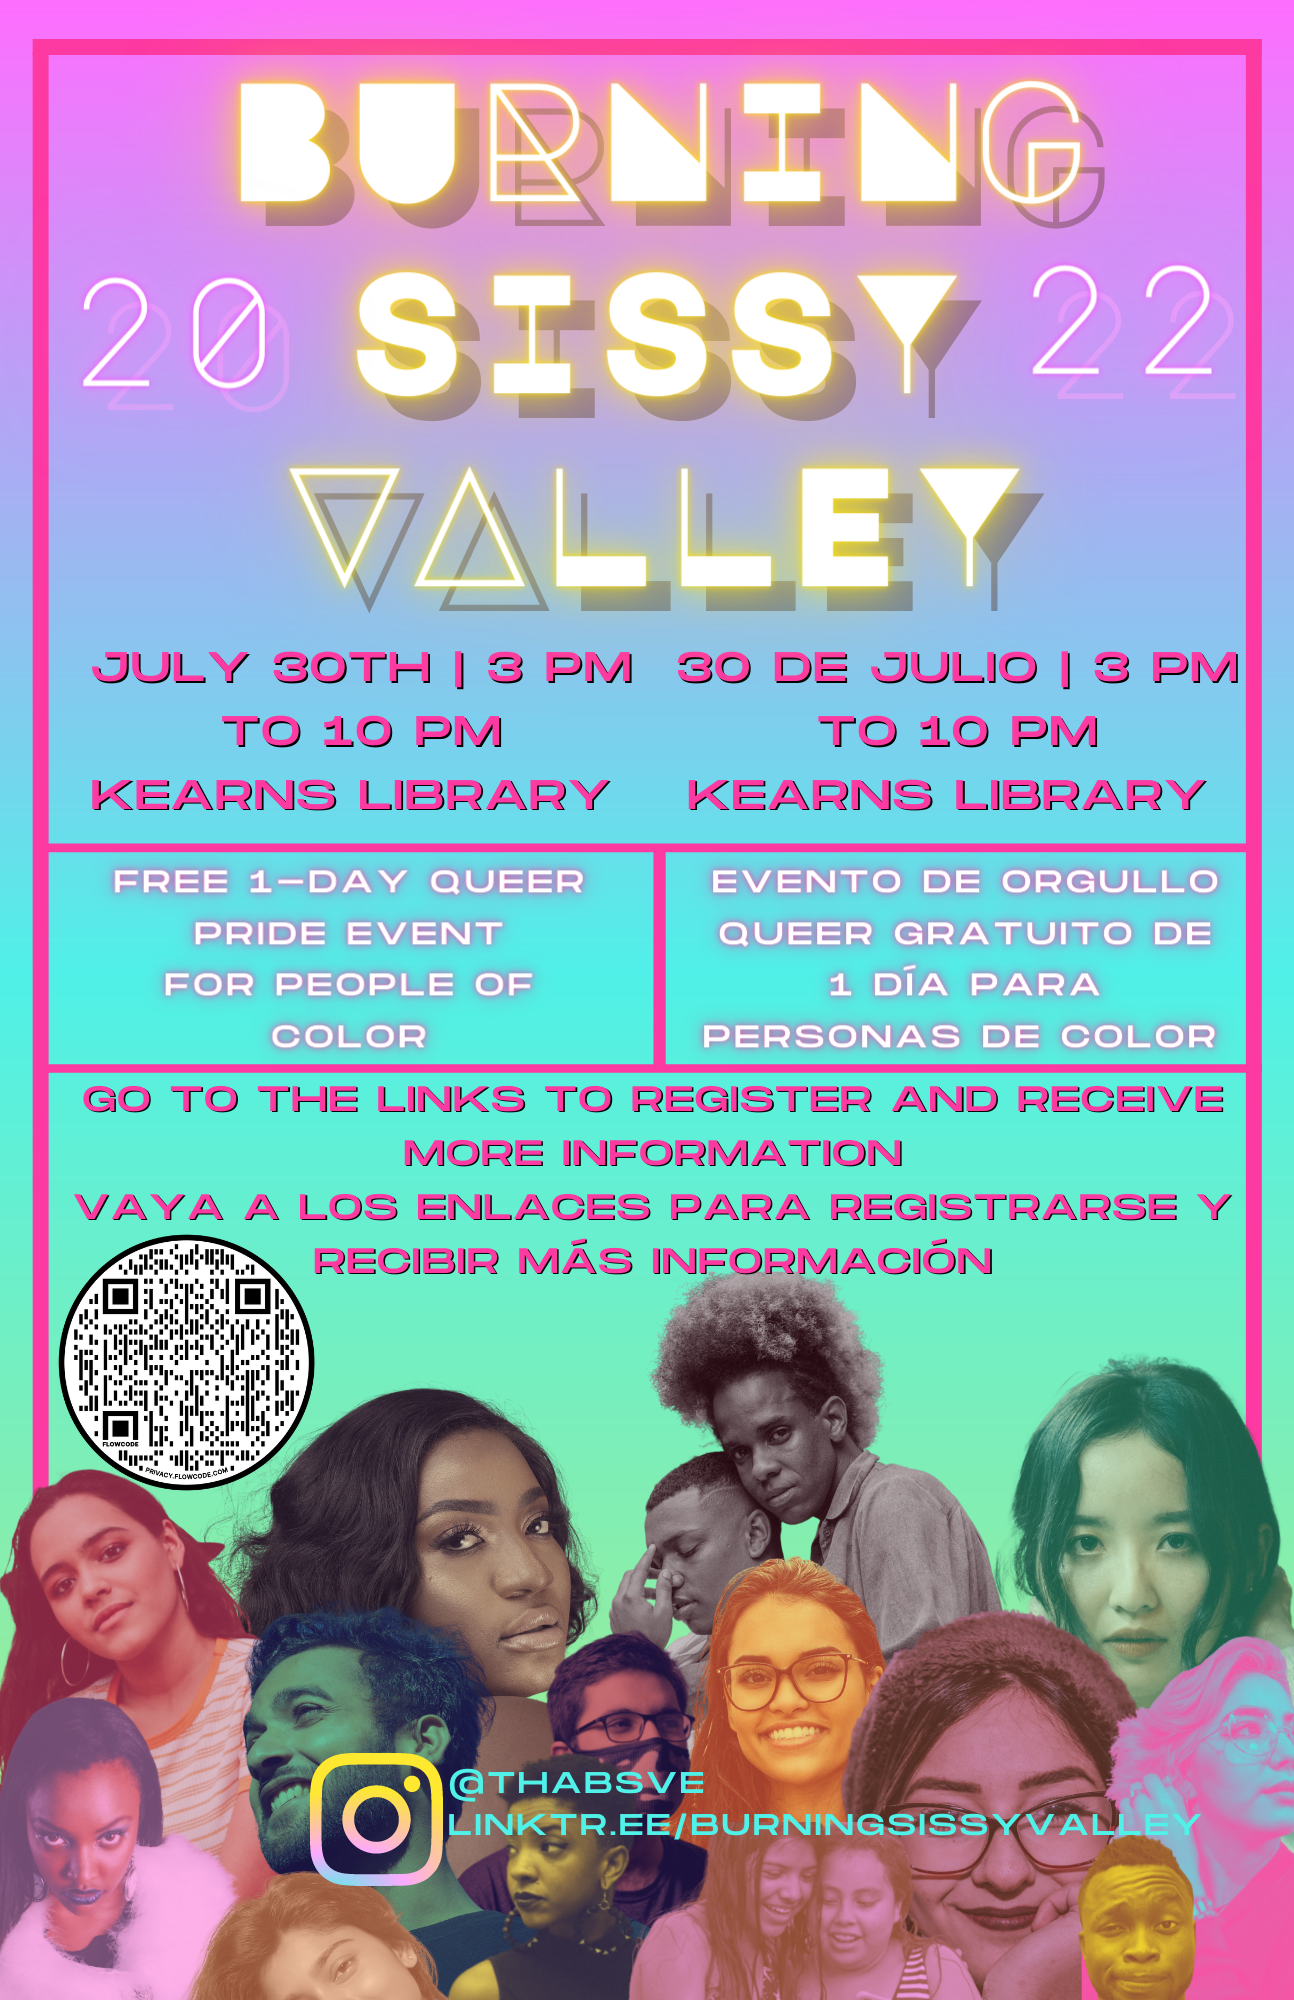 BURNING
20 SISSY 22
VALLEY
JULY 30TH | 3 PM
TO 10 PM
KEARNS LIBRARY
30 DE JULIO | 3 PM
TO 10 PM
KEARNS LIBRARY
FREE 1-DAY QUEER
PRIDE EVENT
FOR PEOPLE OF
COLOR
EVENTO DE ORGULLO
QUEER GRATUITO DE
1 DÍA PARA
PERSONAS DE COLOR
GO TO THE LINKS TO REGISTER AND RECEIVE
MORE INFORMATION
VAYA A LOS ENLACES PARA REGISTRARSE Y
RECIBIR MÁS INFORMACIÓN
FLOWCODE
PRIVACY.FLOWCODE.COM
@THABSVE
LINKTR.EE/BURNINGSISSYVALLEY